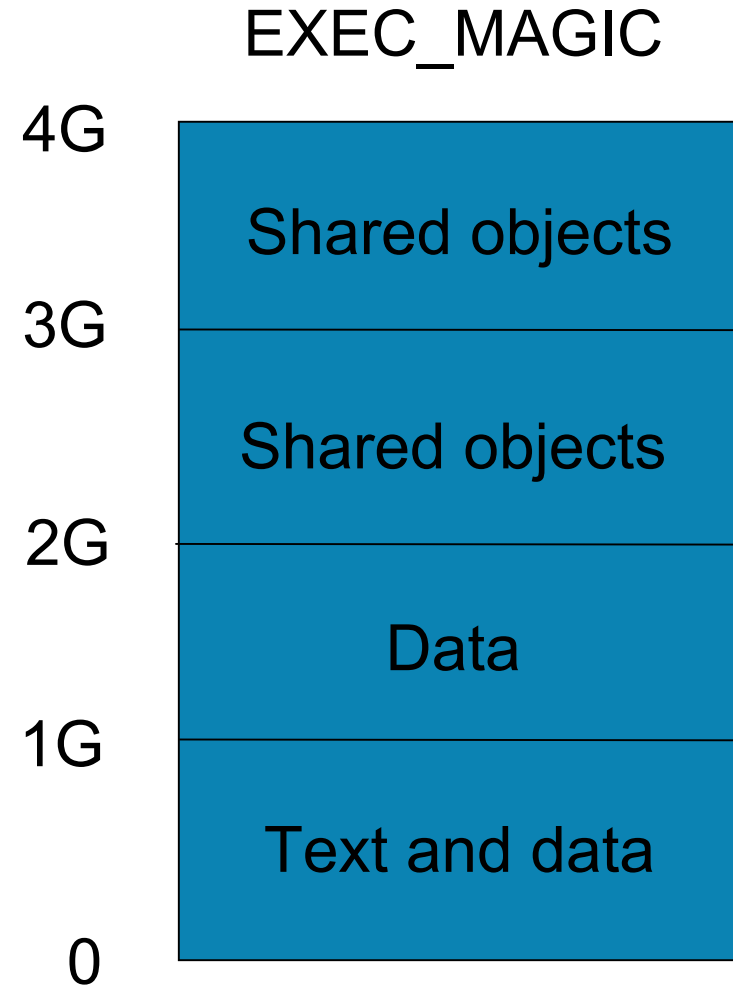 EXEC_MAGIC
4G
Shared objects
3G
Shared objects
2G
Data
1G
Text and data
0